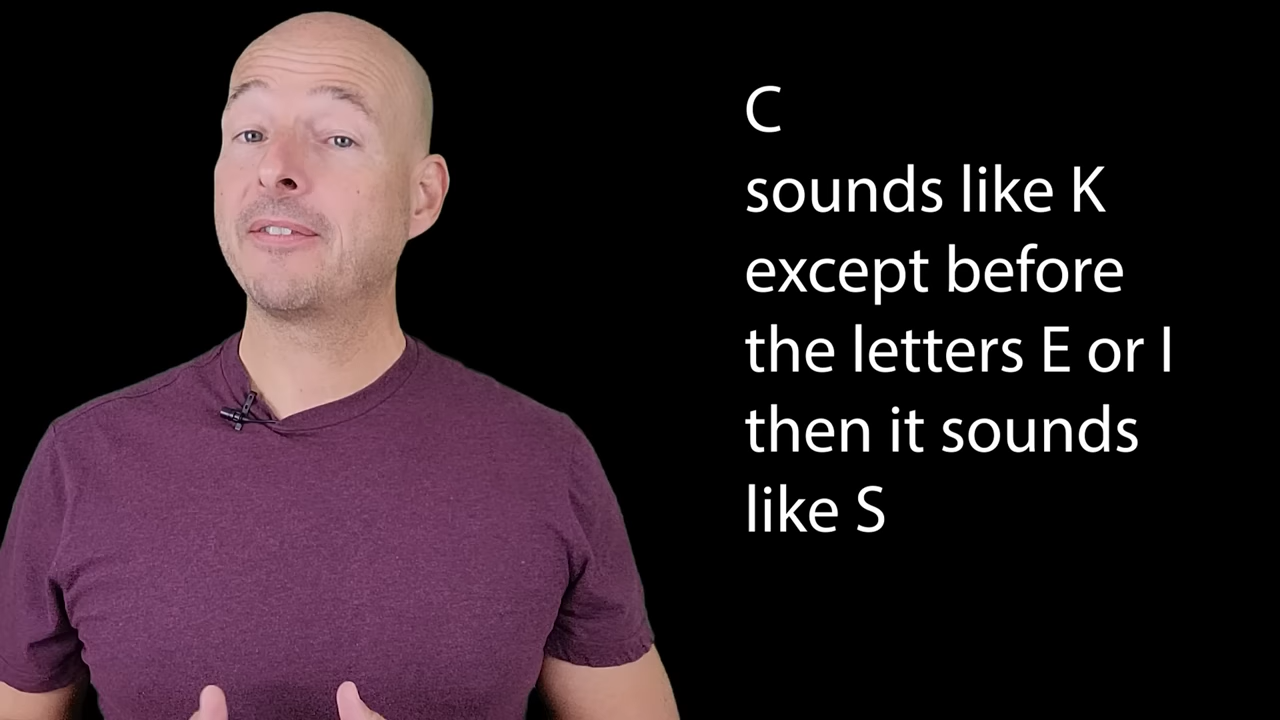 C
sounds like K
except before
the letters E or I
then it sounds
like S